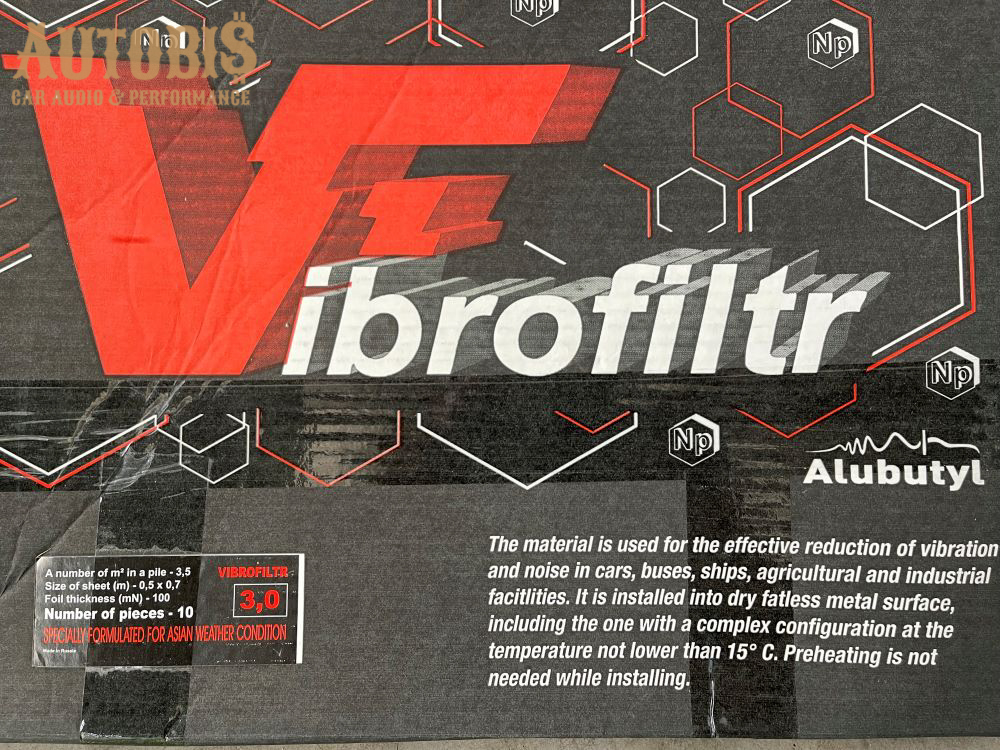 AUTOBIŠ
CAR AUDIO & PERFORMANCE
Np
Np
VF
Vibrofiltr
Np
Np
Alubutyl
A number of m² in a pile - 3,5
Size of sheet (m) - 0.5 x 0,7
Foil thickness (mN) - 100
Number of pieces - 10
VIBROFILTR
3,0
SPECIALLY FORMULATED FOR ASIAN WEATHER CONDITION
Made in Russia
The material is used for the effective reduction of vibration
and noise in cars, buses, ships, agricultural and industrial
facitlities. It is installed into dry fatless metal surface,
including the one with a complex configuration at the
temperature not lower than 15° C. Preheating is not
needed while installing.